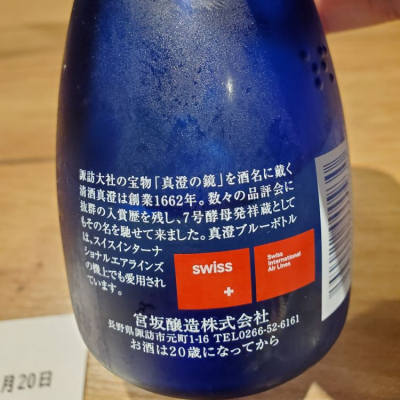 諏訪大社の宝物「真澄の鏡」を酒名に戴く
清酒真澄は創業1662年。数々の品評会に
抜群の入賞歴を残し、7号酵母発祥蔵として
もその名を馳せて来ました。真澄ブルーボトル
は、スイスインターナ
ショナルエアラインズ
の機上でも愛用され
ています。
swiss
Swiss
International
Air Lines
宮坂醸造株式会社
長野県諏訪市元町1-16 TEL0266-52-6161
お酒は20歳になってから
月20日